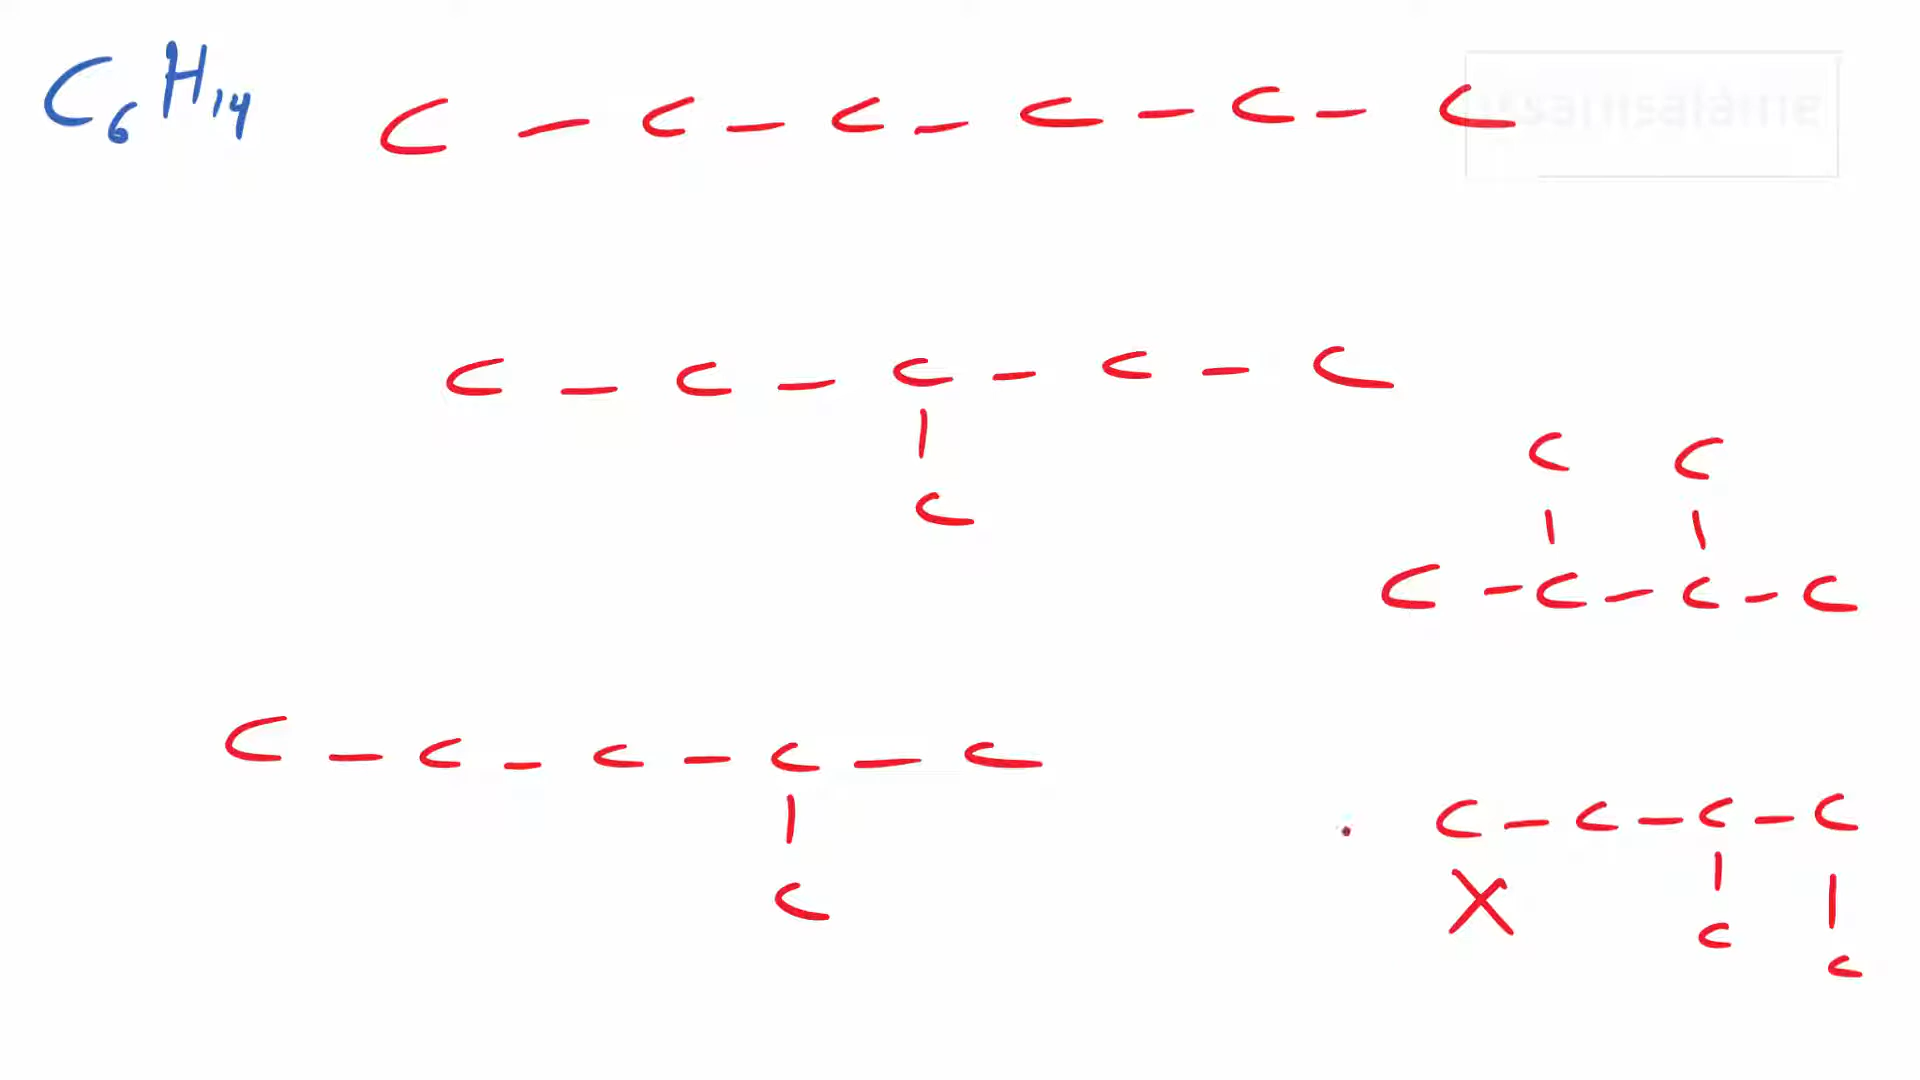 C6H14
C - C - C - C - C - C
C - C - C - C - C
|
C
C C
| |
C - C - C - C
C - C - C - C - C
|
C
C - C - C - C
| |
X C C